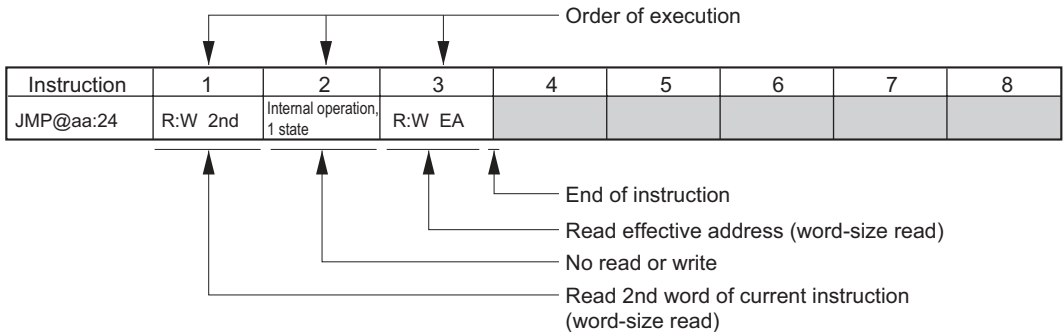 Order of execution
Instruction 1 2 3 4 5 6 7 8
JMP@aa:24 R:W 2nd Internal operation, R:W EA
1 state
End of instruction
Read effective address (word-size read)
No read or write
Read 2nd word of current instruction
(word-size read)